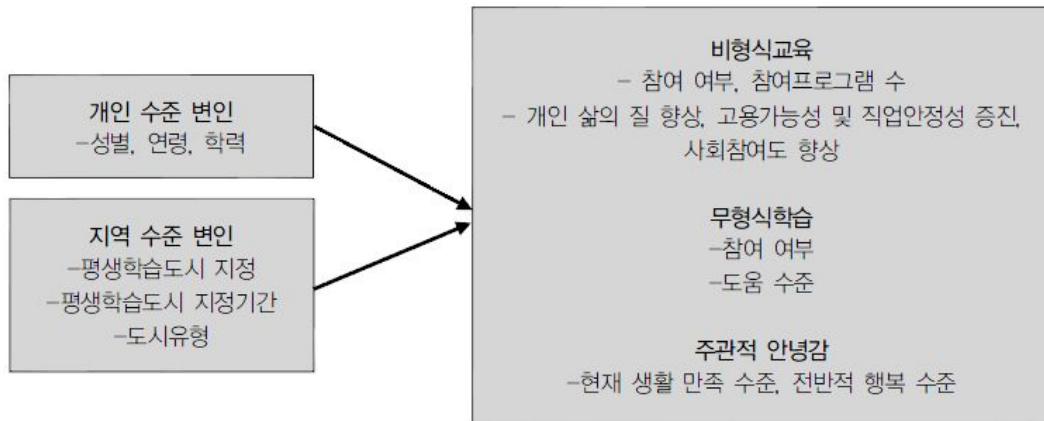 개인 수준 변인
-성별, 연령, 학력
지역 수준 변인
-평생학습도시 지정
-평생학습도시 지정기간
-도시유형
비형식교육
- 참여 여부, 참여프로그램 수
- 개인 삶의 질 향상, 고용가능성 및 직업안정성 증진,
사회참여도 향상
무형식학습
-참여 여부
-도움 수준
주관적 안녕감
-현재 생활 만족 수준, 전반적 행복 수준